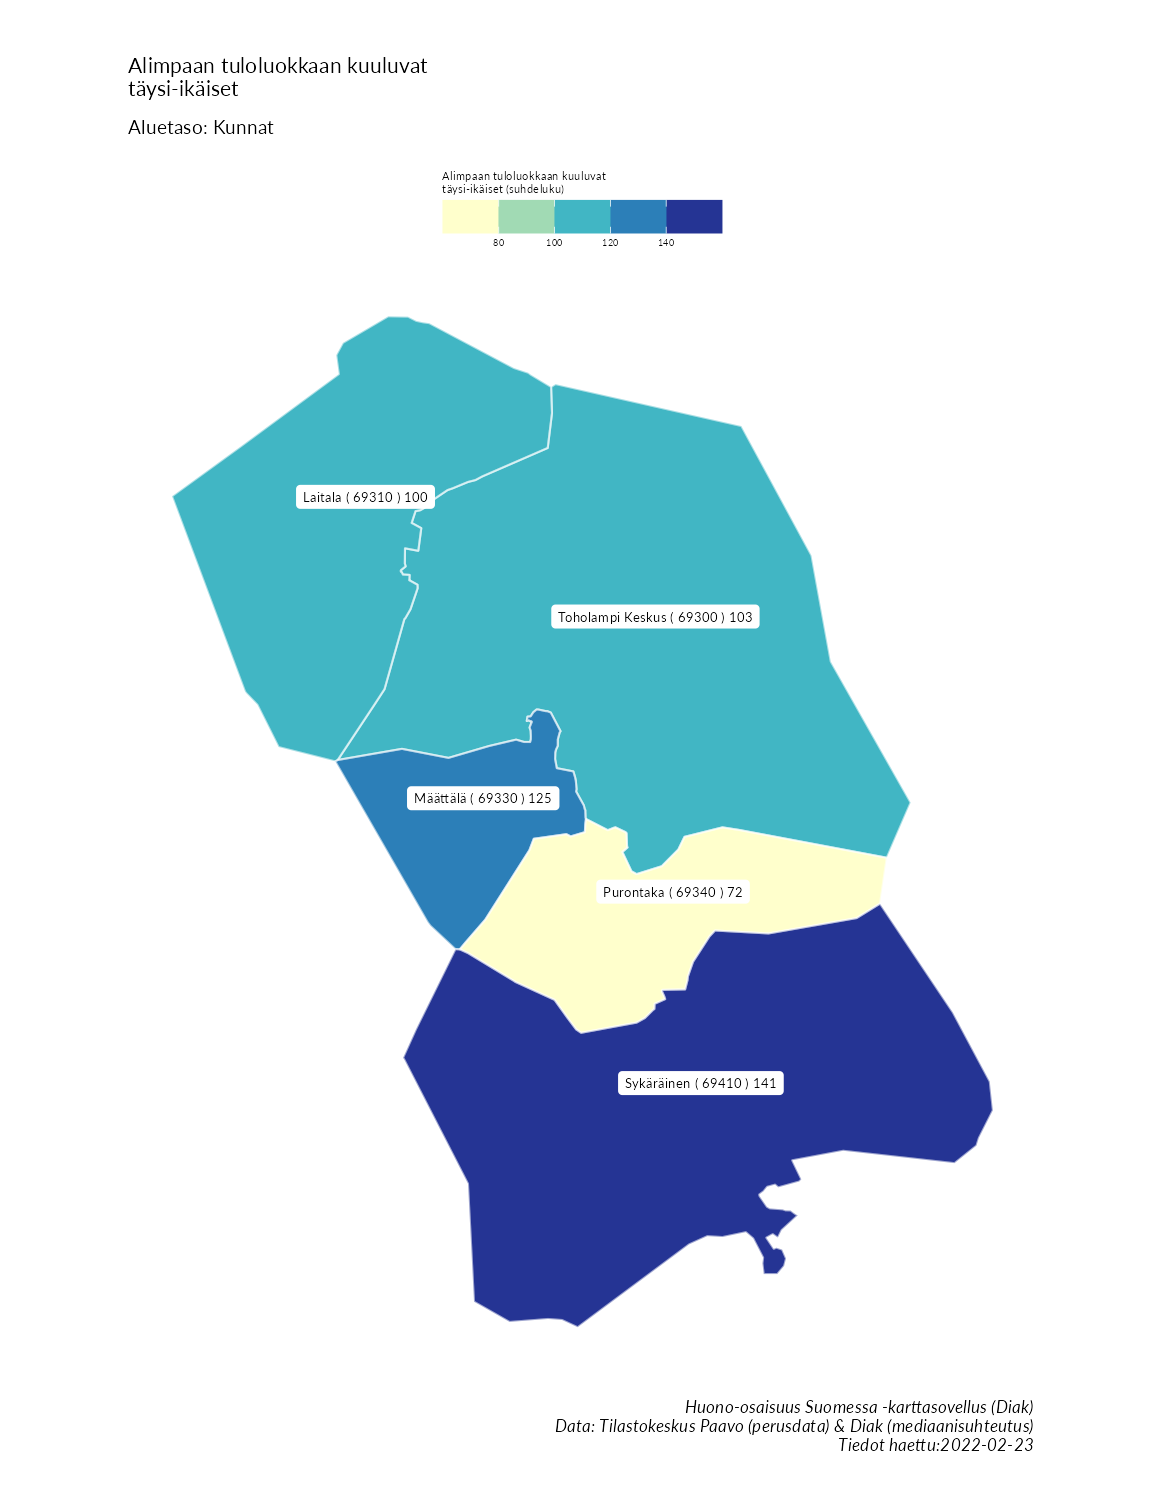 Alimpaan tuloluokkaan kuuluvat
täysi-ikäiset
Aluetaso: Kunnat
Alimpaan tuloluokkaan kuuluvat
täysi-ikäiset (suhdeluku)
80 100 120 140
Laitala ( 69310 ) 100
Toholampi Keskus ( 69300 ) 103
Määttälä ( 69330 ) 125
Purontaka ( 69340 ) 72
Sykäräinen ( 69410 ) 141
Huono-osaisuus Suomessa -karttasovellus (Diak)
Data: Tilastokeskus Paavo (perusdata) & Diak (mediaanisuhteutus)
Tiedot haettu:2022-02-23